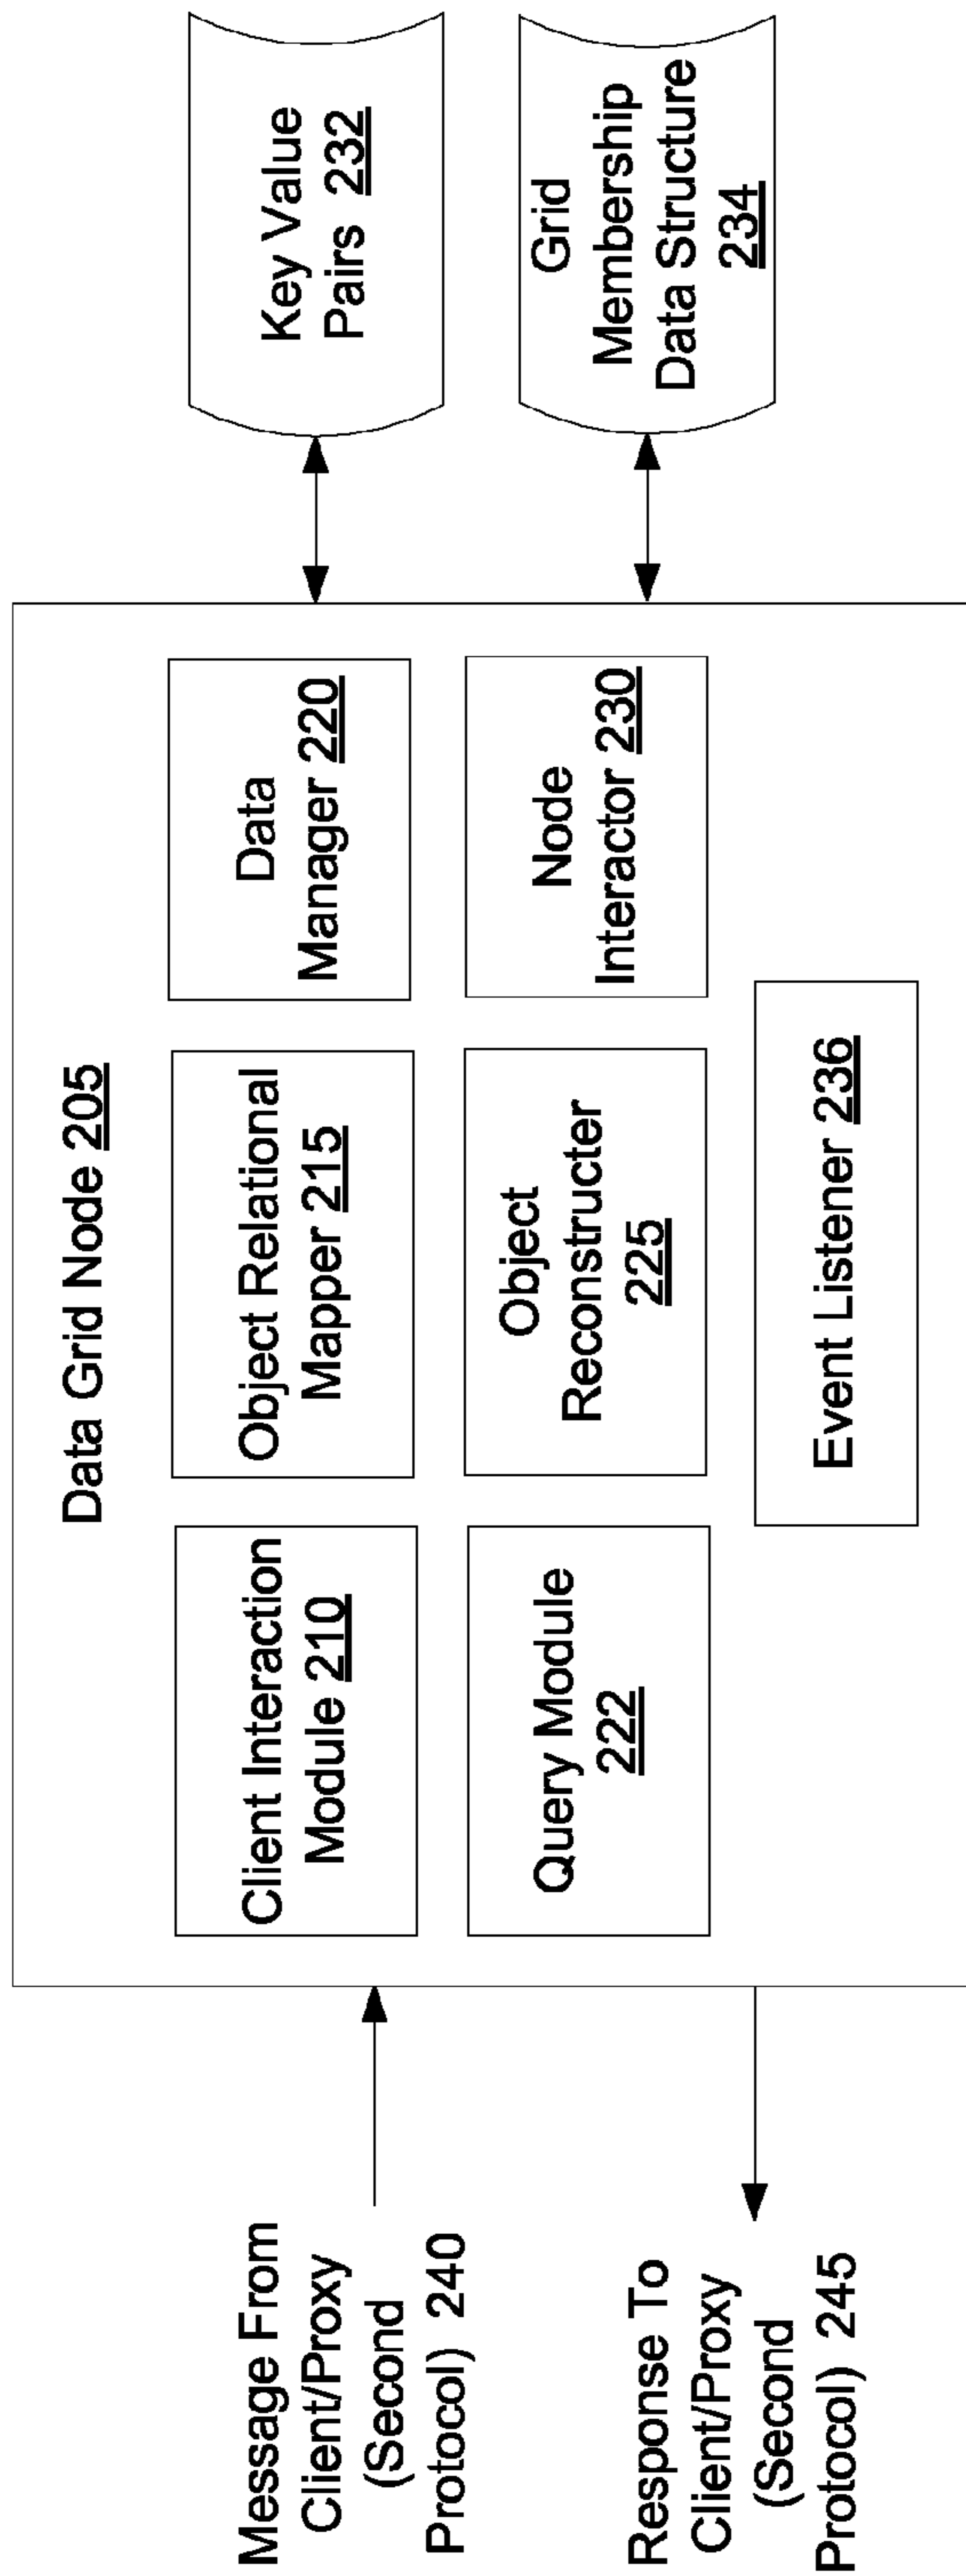 Data Grid Node 205
Message From
Client/Proxy
(Second
Protocol) 240
Response To
Client/Proxy
(Second
Protocol) 245
Client Interaction
Module 210
Object Relational
Mapper 215
Data
Manager 220
Query Module
222
Object
Reconstructer
225
Node
Interactor 230
Event Listener 236
Key Value
Pairs 232
Grid
Membership
Data Structure
234